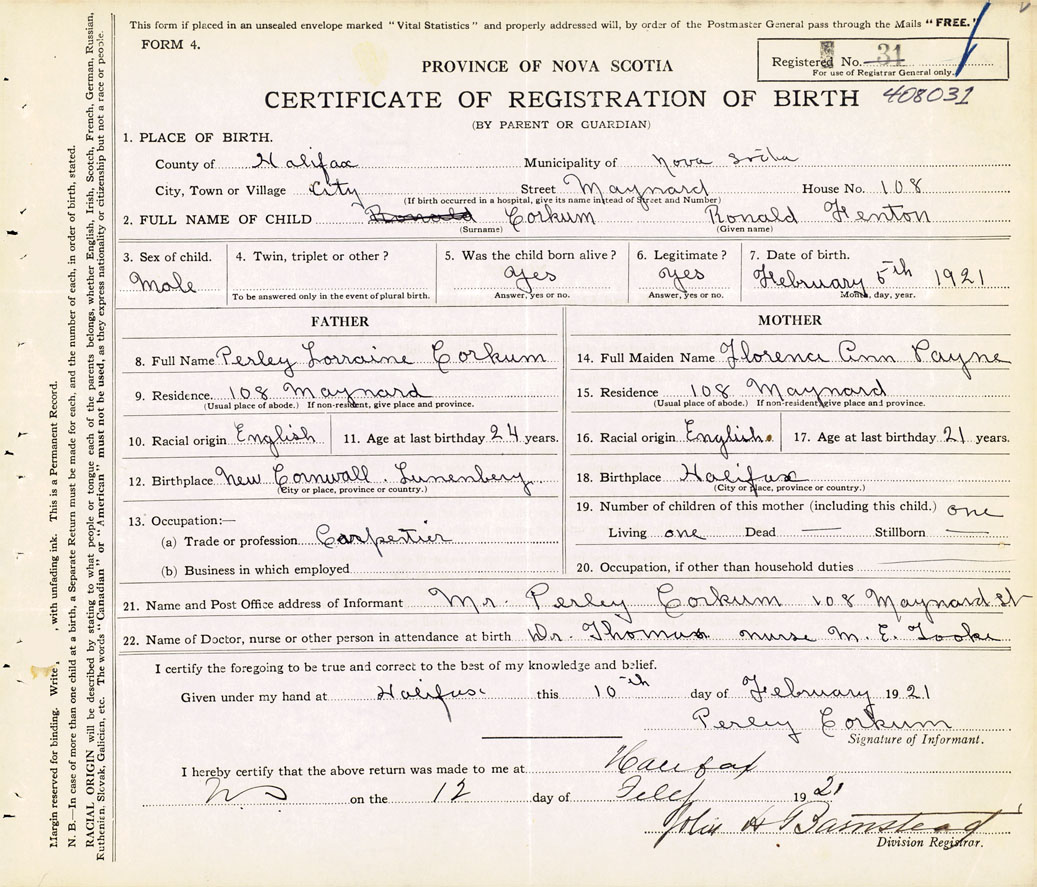 This form if placed in an unsealed envelope marked "Vital Statistics" and properly addressed will, by order of the Postmaster General pass through the Mails "FREE."
FORM 4.
Registered No. 31
For use of Registrar General only.
PROVINCE OF NOVA SCOTIA
CERTIFICATE OF REGISTRATION OF BIRTH 408031
(BY PARENT OR GUARDIAN)
1. PLACE OF BIRTH.
County of Halifax Municipality of Nova Scotia
City, Town or Village City Street Maynard House No. 108
(If birth occurred in a hospital, give its name instead of Street and Number)
2. FULL NAME OF CHILD Ronald Corkum Ronald Fenton
(Surname) (Given name)
3. Sex of child. 4. Twin, triplet or other? 5. Was the child born alive? 6. Legitimate? 7. Date of birth.
Male Yes Yes February 5th 1921
To be answered only in the event of plural birth. Answer, yes or no. Answer, yes or no. Month, day, year.
FATHER MOTHER
8. Full Name Perley Lorraine Corkum 14. Full Maiden Name Florence Ann Payne
9. Residence. 108 Maynard 15. Residence 108 Maynard
(Usual place of abode.) If non-resident, give place and province. (Usual place of abode.) If non-resident, give place and province.
10. Racial origin English 11. Age at last birthday 24 years. 16. Racial origin English. 17. Age at last birthday 21 years.
12. Birthplace New Cornwall. Lunenberg. 18. Birthplace Halifax
(City or place, province or country.) (City or place, province or country.)
13. Occupation:— 19. Number of children of this mother (including this child.) one
(a) Trade or profession Carpentier Living one Dead — Stillborn —
(b) Business in which employed 20. Occupation, if other than household duties —
21. Name and Post Office address of Informant Mr. Perley Corkum 108 Maynard St
22. Name of Doctor, nurse or other person in attendance at birth Dr. Thomas nurse M. E. Tooke
I certify the foregoing to be true and correct to the best of my knowledge and belief.
Given under my hand at Halifax this 10th day of February 1921
Perley Corkum
Signature of Informant.
I hereby certify that the above return was made to me at Halifax
NS on the 12 day of Feby 1921
John H Barnstead
Division Registrar.
Margin reserved for binding. Write, with unfading ink. This is a Permanent Record.
N. B.—In case of more than one child at a birth, a Separate Return must be made for each, and the number of each, in order of birth, stated.
RACIAL ORIGIN will be described by stating to what people or tongue each of the parents belongs, whether English, Irish, Scotch, French, German, Russian,
Ruthenian, Slovak, Galician, etc. The words "Canadian" or "American" must not be used, as they express nationality or citizenship but not a race or people.